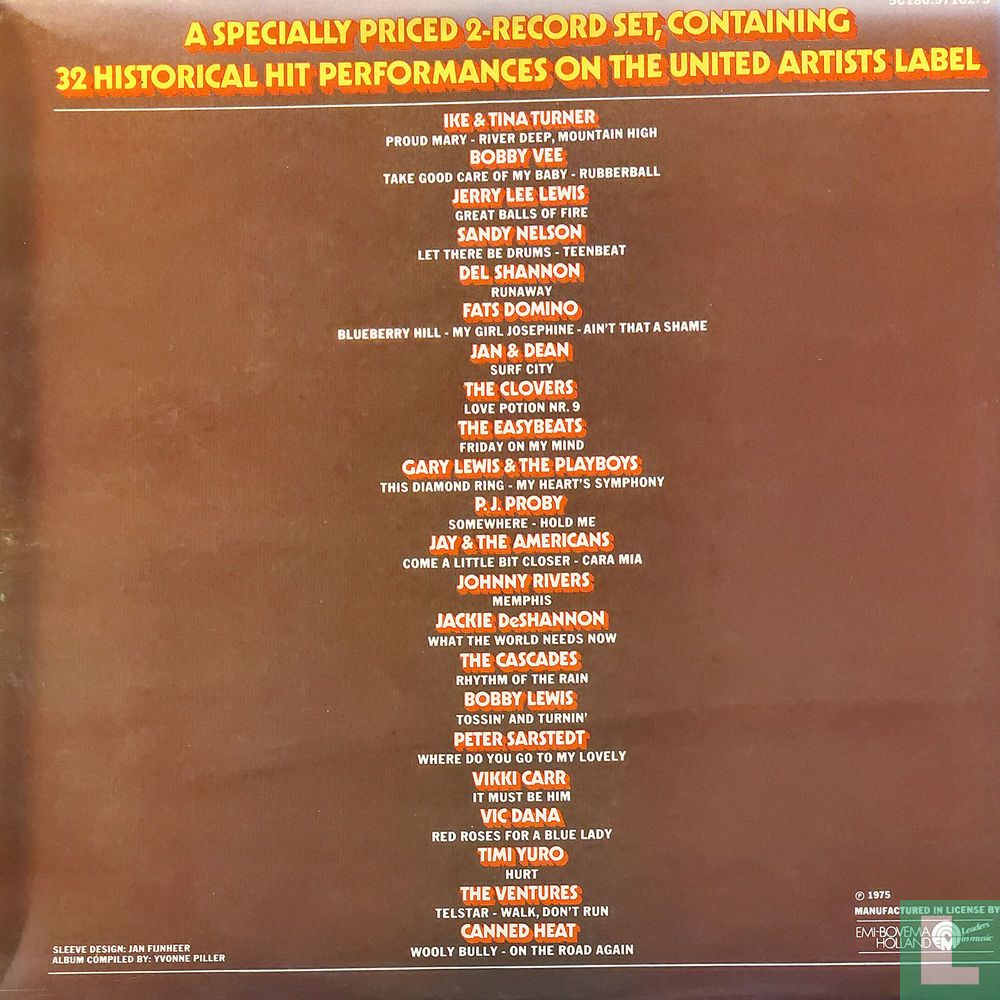 A SPECIALLY PRICED 2-RECORD SET, CONTAINING
32 HISTORICAL HIT PERFORMANCES ON THE UNITED ARTISTS LABEL
IKE & TINA TURNER
PROUD MARY - RIVER DEEP, MOUNTAIN HIGH
BOBBY VEE
TAKE GOOD CARE OF MY BABY - RUBBERBALL
JERRY LEE LEWIS
GREAT BALLS OF FIRE
SANDY NELSON
LET THERE BE DRUMS - TEENBEAT
DEL SHANNON
RUNAWAY
FATS DOMINO
BLUEBERRY HILL - MY GIRL JOSEPHINE - AIN'T THAT A SHAME
JAN & DEAN
SURF CITY
THE CLOVERS
LOVE POTION NR. 9
THE EASYBEATS
FRIDAY ON MY MIND
GARY LEWIS & THE PLAYBOYS
THIS DIAMOND RING - MY HEART'S SYMPHONY
P.J. PROBY
SOMEWHERE - HOLD ME
JAY & THE AMERICANS
COME A LITTLE BIT CLOSER - CARA MIA
JOHNNY RIVERS
MEMPHIS
JACKIE DeSHANNON
WHAT THE WORLD NEEDS NOW
THE CASCADES
RHYTHM OF THE RAIN
BOBBY LEWIS
TOSSIN' AND TURNIN'
PETER SARSTEDT
WHERE DO YOU GO TO MY LOVELY
VIKKI CARR
IT MUST BE HIM
VIC DANA
RED ROSES FOR A BLUE LADY
TIMI YURO
HURT
THE VENTURES
TELSTAR - WALK, DON'T RUN
CANNED HEAT
WOOLY BULLY - ON THE ROAD AGAIN
SLEEVE DESIGN: JAN FUNHEER
ALBUM COMPILED BY: YVONNE PILLER
℗ 1975
MANUFACTURED IN LICENSE BY
EMI-BOVEMA
HOLLAND
Leaders
in music
L